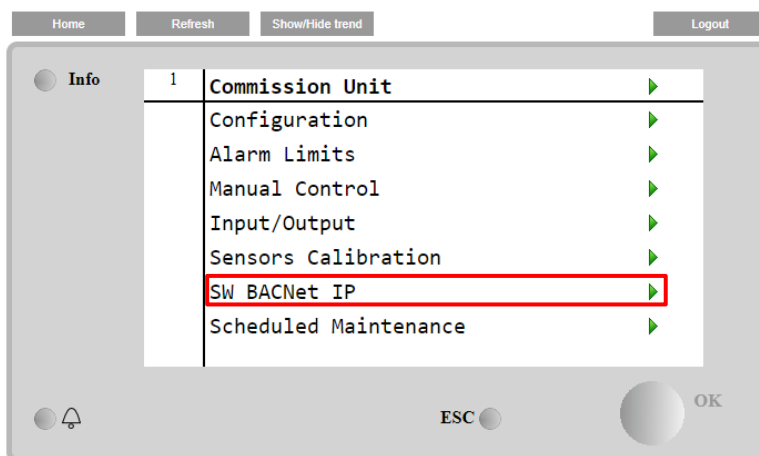 Home Refresh Show/Hide trend Logout
Info
1 Commission Unit
Configuration
Alarm Limits
Manual Control
Input/Output
Sensors Calibration
SW BACNet IP
Scheduled Maintenance
ESC OK